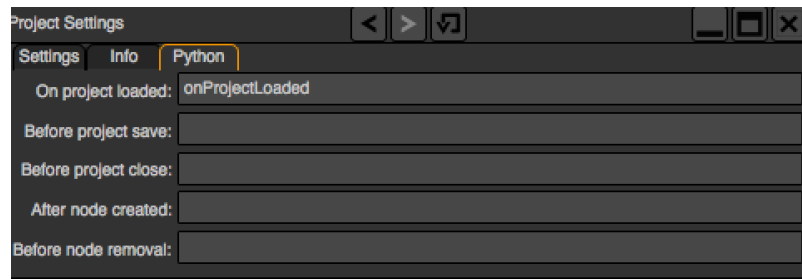 Project Settings
Settings Info Python
On project loaded: onProjectLoaded
Before project save:
Before project close:
After node created:
Before node removal: